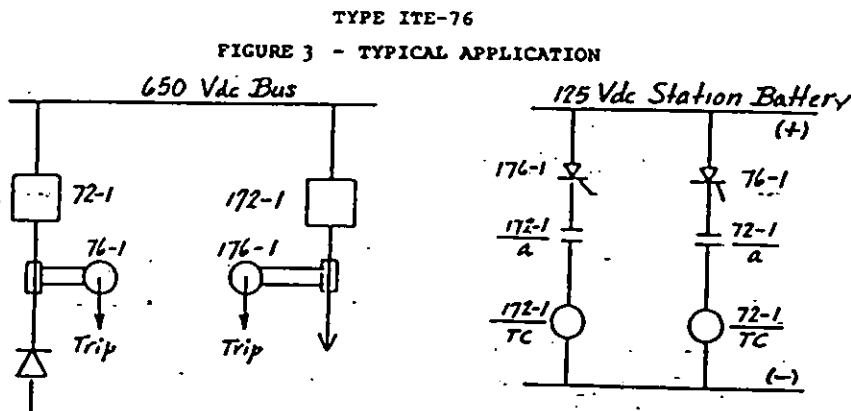 TYPE ITE-76
FIGURE 3 - TYPICAL APPLICATION
650 Vdc Bus
125 Vdc Station Battery
(+)
72-1
172-1
176-1
76-1
76-1
176-1
172-1
a
72-1
a
Trip
Trip
172-1
TC
72-1
TC
(-)